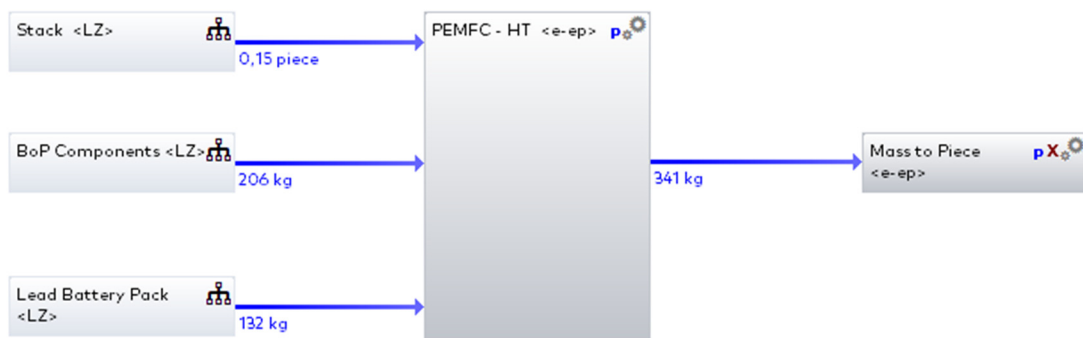 Stack <LZ>
0,15 piece
PEMFC - HT <e-ep> p
BoP Components <LZ>
206 kg
341 kg
Mass to Piece pX
<e-ep>
Lead Battery Pack
<LZ>
132 kg